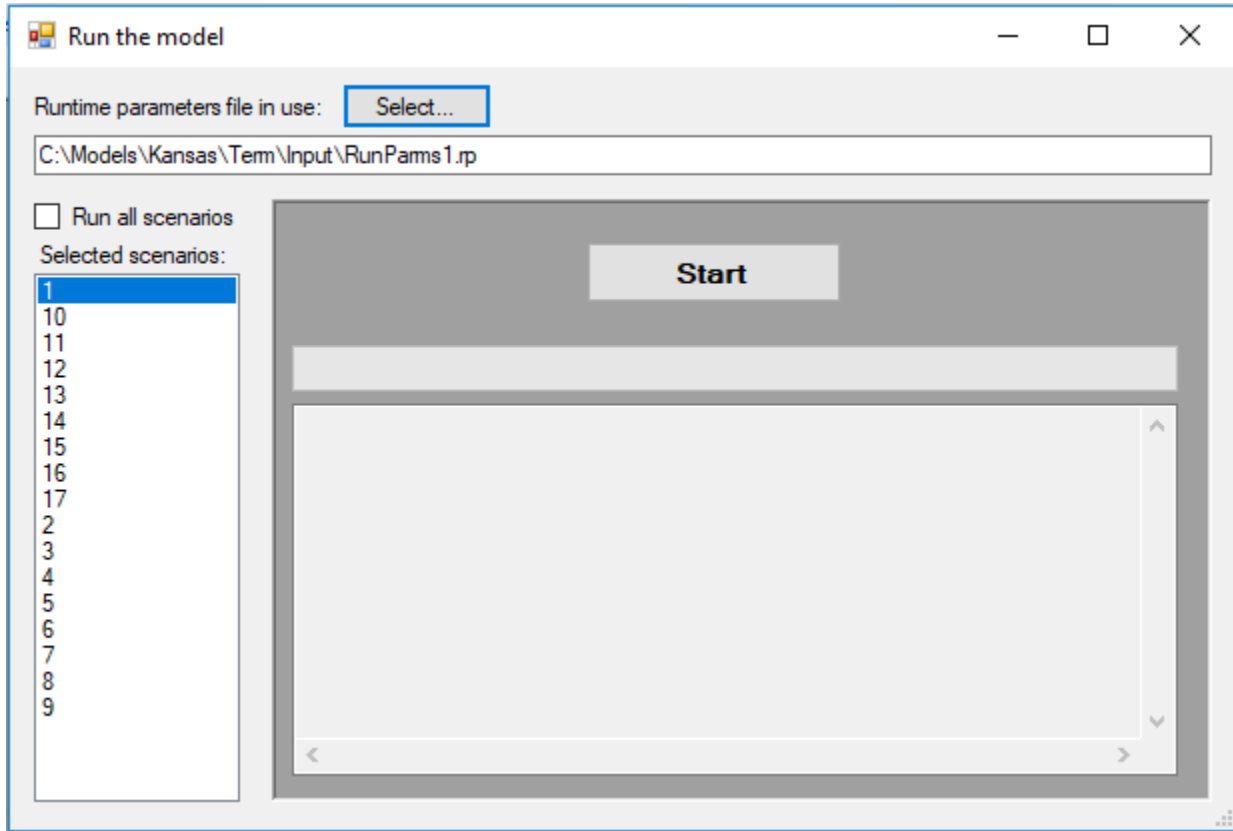 Run the model
Runtime parameters file in use: Select...
C:\Models\Kansas\Term\Input\RunParms1.rp
Run all scenarios
Selected scenarios:
Start
1
10
11
12
13
14
15
16
17
2
3
4
5
6
7
8
9